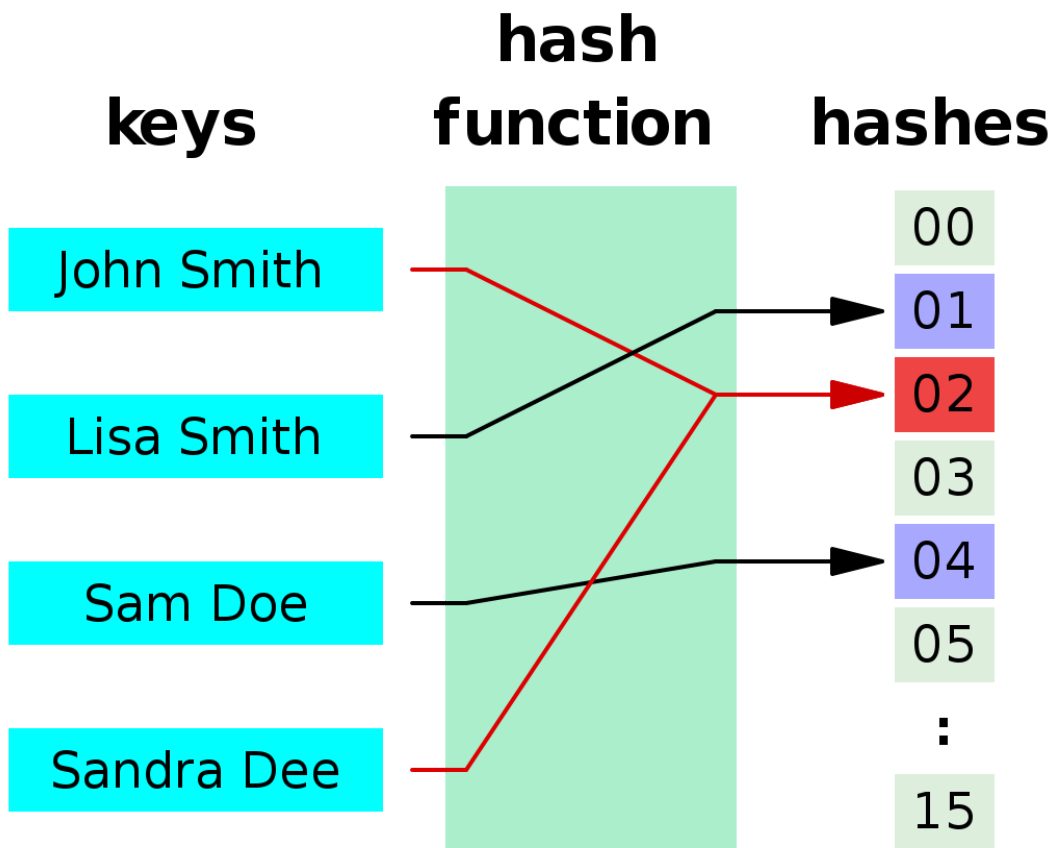 keys
hash
function
hashes
John Smith
Lisa Smith
Sam Doe
Sandra Dee
00
01
02
03
04
05
:
15